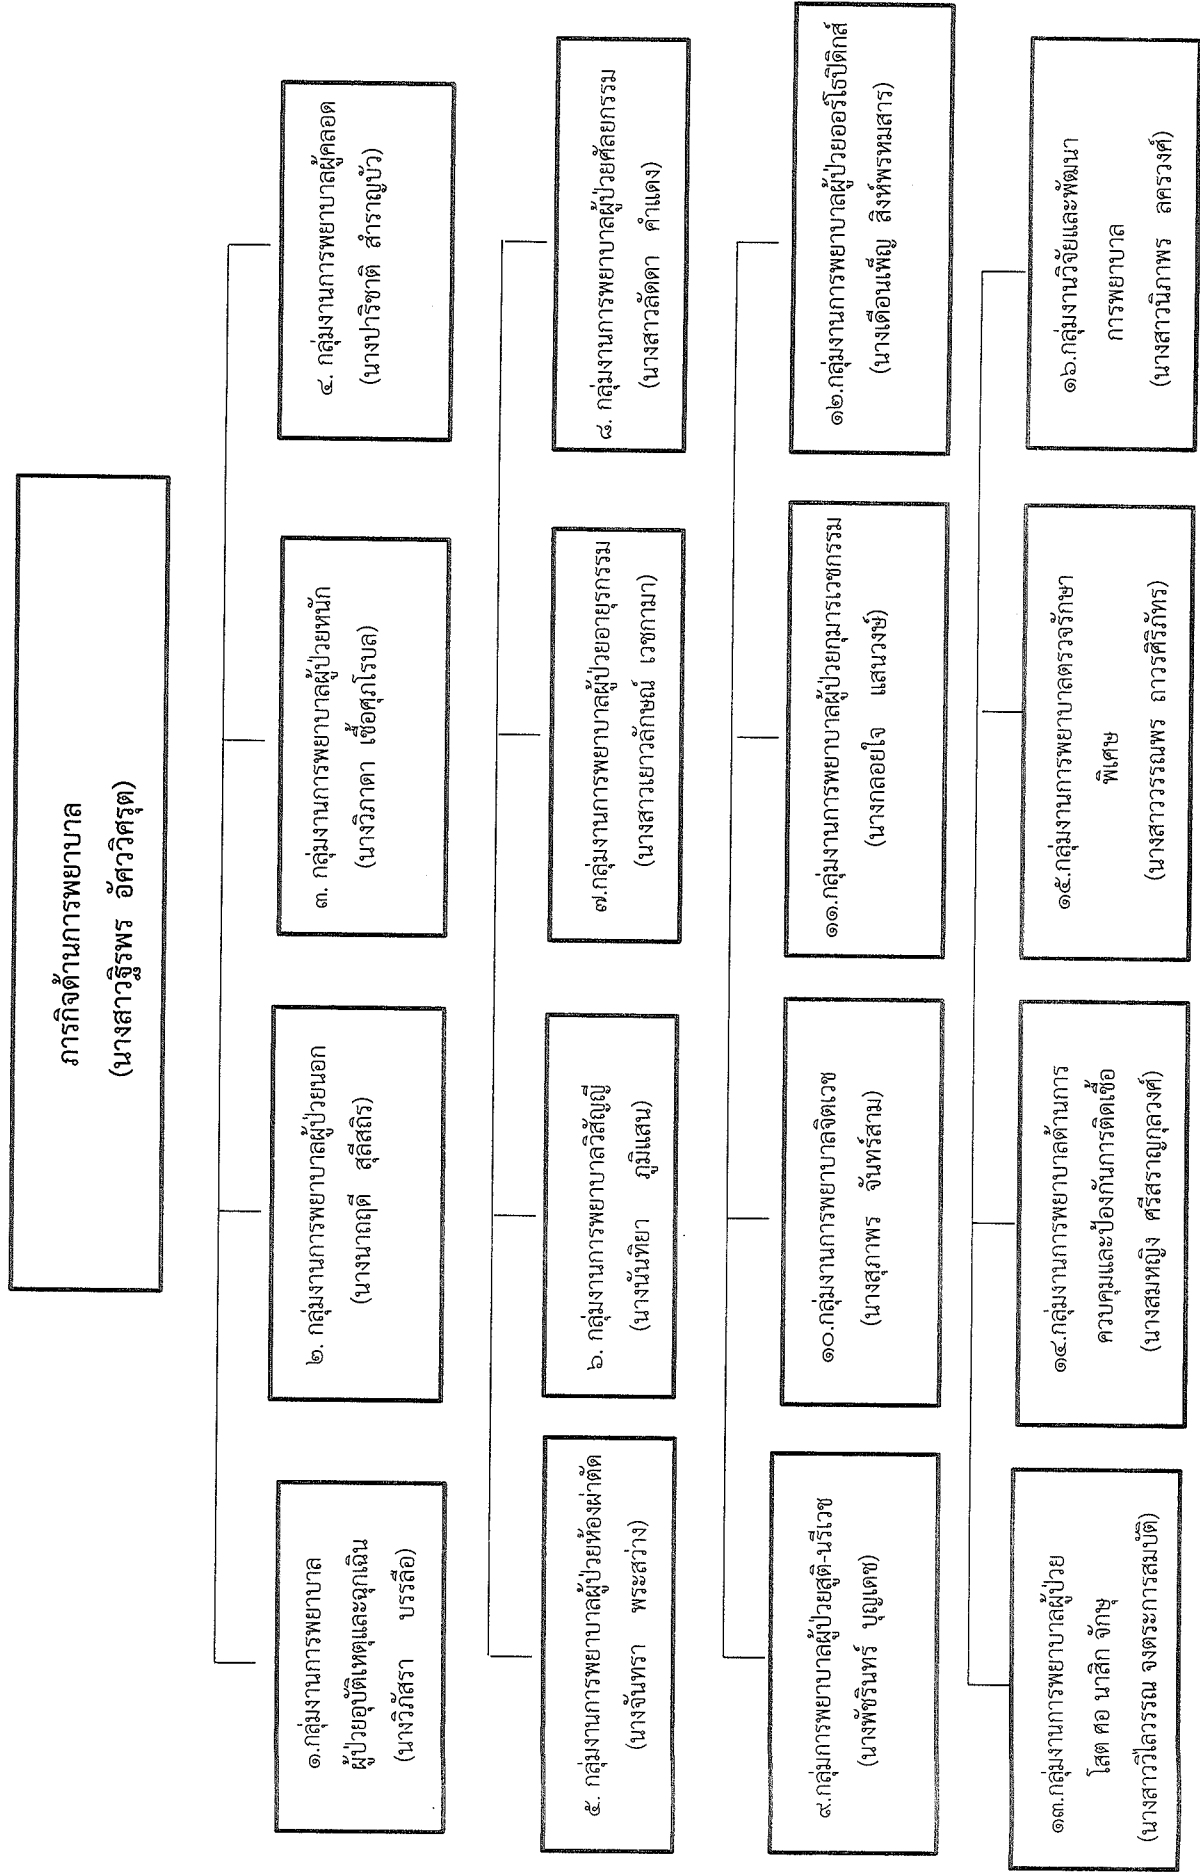 ภารกิจด้านการพยาบาล
(นางสาววัฐิรพร อัศววิศรุต)
๑.กลุ่มงานการพยาบาล
ผู้ป่วยอุบัติเหตุและฉุกเฉิน
(นางวิภัสรา บรรลือ)
๒. กลุ่มงานการพยาบาลผู้ป่วยนอก
(นางนาถฤดี สุลีสถิร)
๓. กลุ่มงานการพยาบาลผู้ป่วยหนัก
(นางวิภาดา เชื้อศุภโรบล)
๔. กลุ่มงานการพยาบาลผู้คลอด
(นางปาริชาติ สำราญบัว)
๕. กลุ่มงานการพยาบาลผู้ป่วยห้องผ่าตัด
(นางจันทรา พระสว่าง)
๖. กลุ่มงานการพยาบาลวิสัญญี
(นางนันทิยา ภูมิแสน)
๗.กลุ่มงานการพยาบาลผู้ป่วยอายุรกรรม
(นางสาวเยาวลักษณ์ เวชกามา)
๘. กลุ่มงานการพยาบาลผู้ป่วยศัลยกรรม
(นางสาวลัดดา คำแดง)
๙.กลุ่มการพยาบาลผู้ป่วยสูติ-นรีเวช
(นางพัชรินทร์ บุญเดช)
๑๐.กลุ่มงานการพยาบาลจิตเวช
(นางสุภาพร จันทร์สาม)
๑๑.กลุ่มงานการพยาบาลผู้ป่วยกุมารเวชกรรม
(นางกลอยใจ แสนวงษ์)
๑๒.กลุ่มงานการพยาบาลผู้ป่วยออร์โธปิดิกส์
(นางเดือนเพ็ญ สิงห์พรหมสาร)
๑๓.กลุ่มงานการพยาบาลผู้ป่วย
โสต ศอ นาสิก จักษุ
(นางสาววิไลวรรณ จงตระการสมบัติ)
๑๔.กลุ่มงานการพยาบาลด้านการ
ควบคุมและป้องกันการติดเชื้อ
(นางสมหญิง ศรีสราญกุลวงศ์)
๑๕.กลุ่มงานการพยาบาลตรวจรักษา
พิเศษ
(นางสาววรรณพร ถาวรศิริภัทร)
๑๖.กลุ่มงานวิจัยและพัฒนา
การพยาบาล
(นางสาวนิภาพร ลครวงศ์)